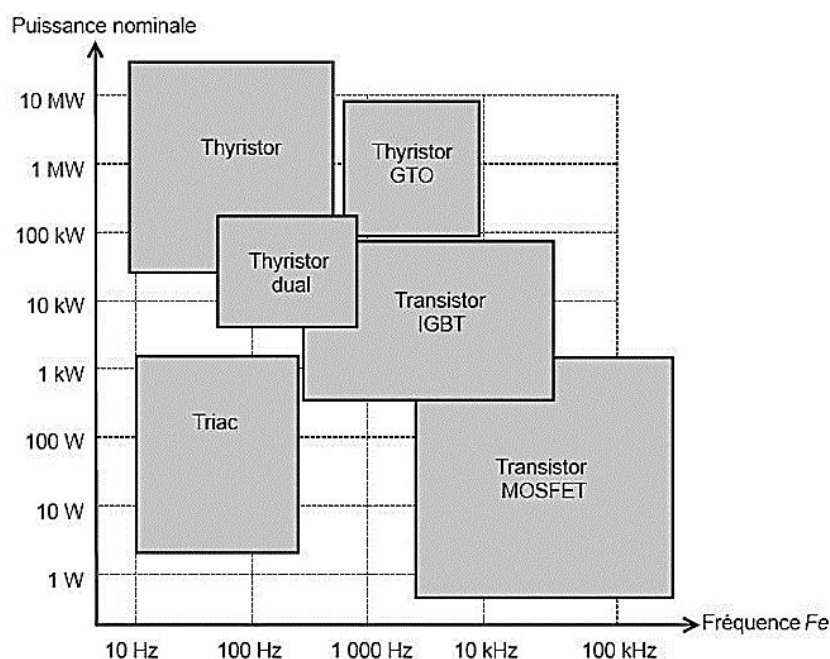 Puissance nominale
10 MW
1 MW
100 kW
10 kW
1 kW
100 W
10 W
1 W
Thyristor
Thyristor
GTO
Thyristor
dual
Transistor
IGBT
Triac
Transistor
MOSFET
Fréquence Fe
10 Hz
100 Hz
1 000 Hz
10 kHz
100 kHz